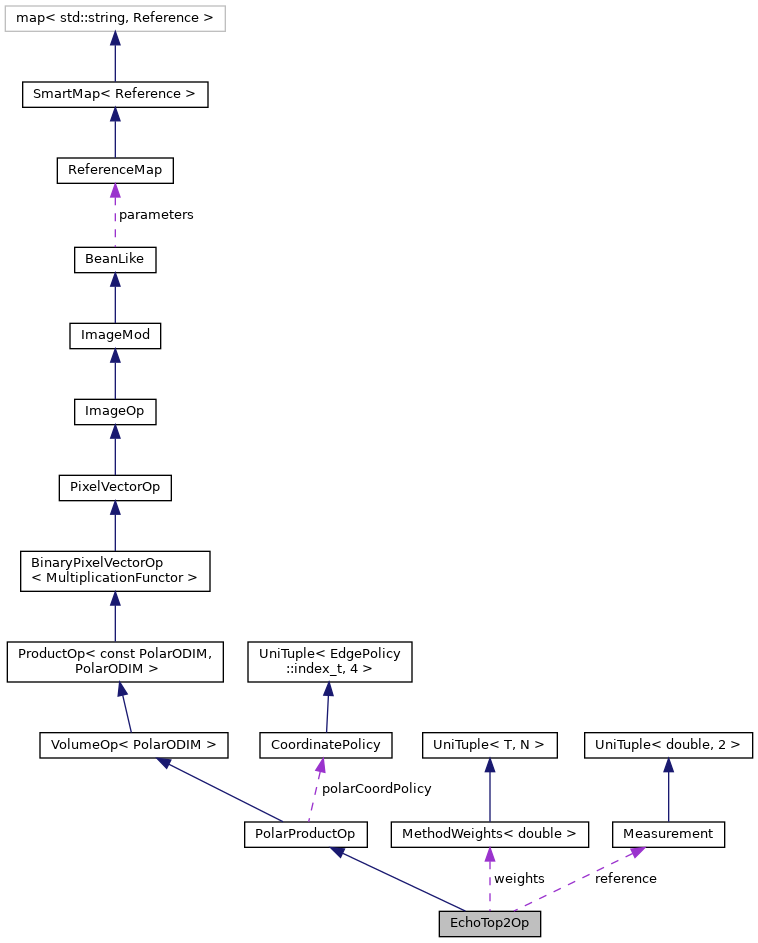 map< std::string, Reference >
SmartMap< Reference >
ReferenceMap
parameters
BeanLike
ImageMod
ImageOp
PixelVectorOp
BinaryPixelVectorOp
< MultiplicationFunctor >
ProductOp< const PolarODIM,
PolarODIM >
UniTuple< EdgePolicy
::index_t, 4 >
VolumeOp< PolarODIM >
CoordinatePolicy
UniTuple< T, N >
UniTuple< double, 2 >
polarCoordPolicy
PolarProductOp
MethodWeights< double >
Measurement
weights
reference
EchoTop2Op